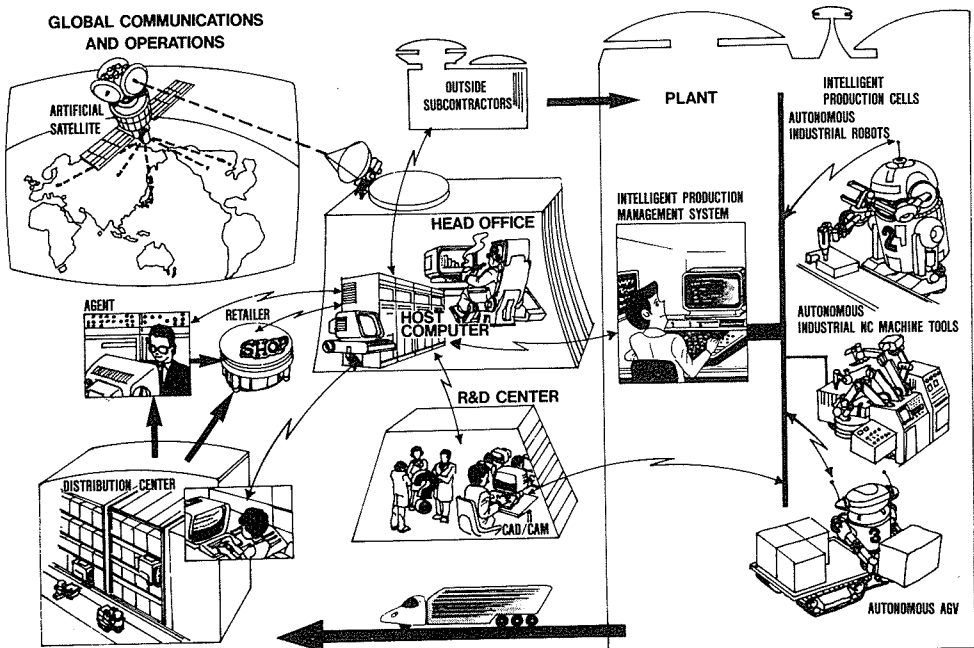 GLOBAL COMMUNICATIONS
AND OPERATIONS
ARTIFICIAL
SATELLITE
OUTSIDE
SUBCONTRACTORS
PLANT
INTELLIGENT
PRODUCTION CELLS
AUTONOMOUS
INDUSTRIAL ROBOTS
2
INTELLIGENT PRODUCTION
MANAGEMENT SYSTEM
HEAD OFFICE
HOST
COMPUTER
AGENT
RETAILER
SHOP
AUTONOMOUS
INDUSTRIAL NC MACHINE TOOLS
R&D CENTER
?
CAD/CAM
DISTRIBUTION CENTER
3
AUTONOMOUS AGV